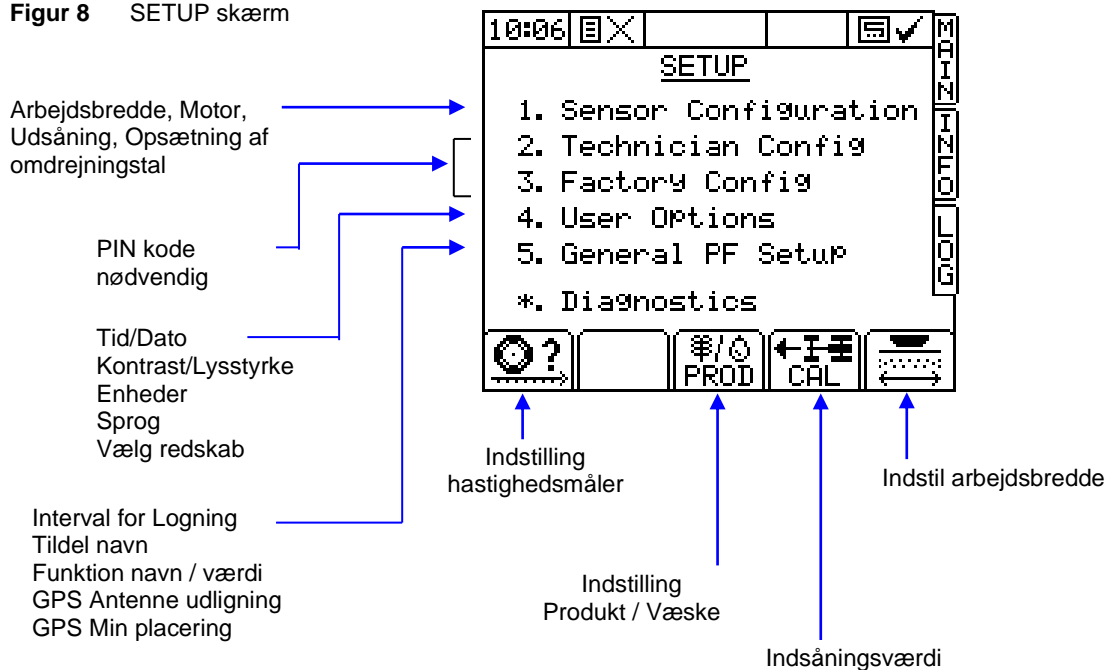 Figur 8 SETUP skærm
10:06
SETUP
1. Sensor Configuration
2. Technician Config
3. Factory Config
4. User Options
5. General PF Setup
*. Diagnostics
MAIN
INFO
LOG
?
/
PROD
CAL
Arbejdsbredde, Motor,
Udsåning, Opsætning af
omdrejningstal
PIN kode
nødvendig
Tid/Dato
Kontrast/Lysstyrke
Enheder
Sprog
Vælg redskab
Interval for Logning
Tildel navn
Funktion navn / værdi
GPS Antenne udligning
GPS Min placering
Indstilling
hastighedsmåler
Indstilling
Produkt / Væske
Indsåningsværdi
Indstil arbejdsbredde